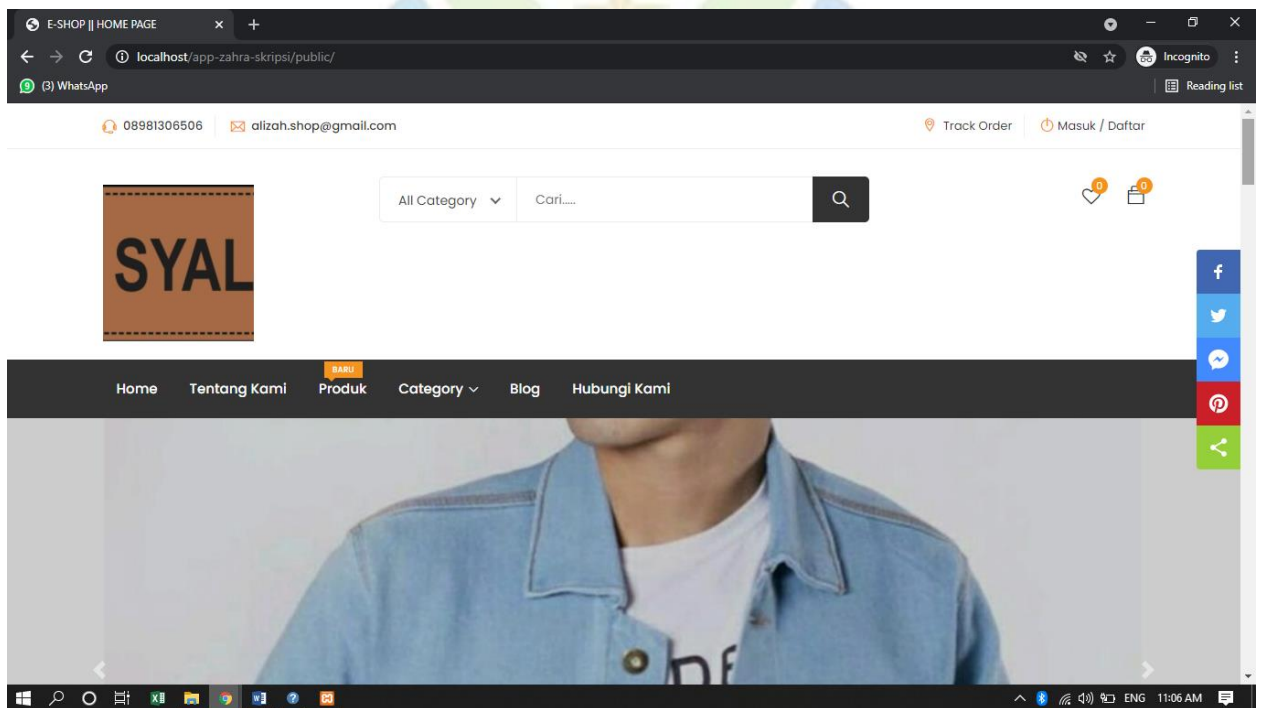 E-SHOP || HOME PAGE
localhost/app-zahra-skripsi/public/
Incognito
(3) WhatsApp
Reading list
08981306506
alizah.shop@gmail.com
Track Order
Masuk / Daftar
All Category
Cari.....
0
0
SYAL
BARU
Home
Tentang Kami
Produk
Category
Blog
Hubungi Kami
ENG
11:06 AM